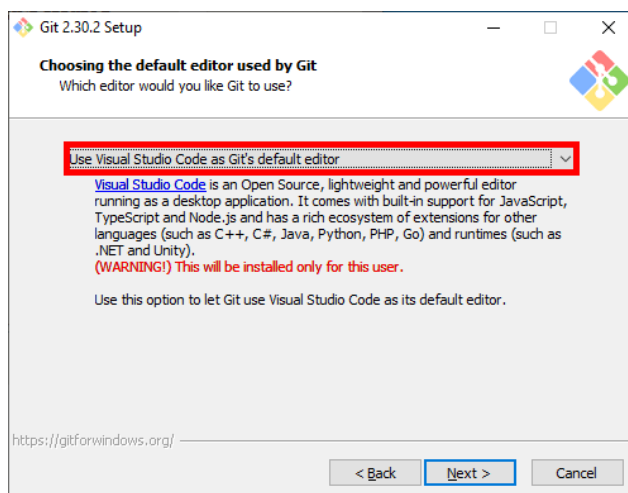 Git 2.30.2 Setup
Choosing the default editor used by Git
Which editor would you like Git to use?
Use Visual Studio Code as Git's default editor
Visual Studio Code is an Open Source, lightweight and powerful editor
running as a desktop application. It comes with built-in support for JavaScript,
TypeScript and Node.js and has a rich ecosystem of extensions for other
languages (such as C++, C#, Java, Python, PHP, Go) and runtimes (such as
.NET and Unity).
(WARNING!) This will be installed only for this user.
Use this option to let Git use Visual Studio Code as its default editor.
https://gitforwindows.org/
< Back
Next >
Cancel